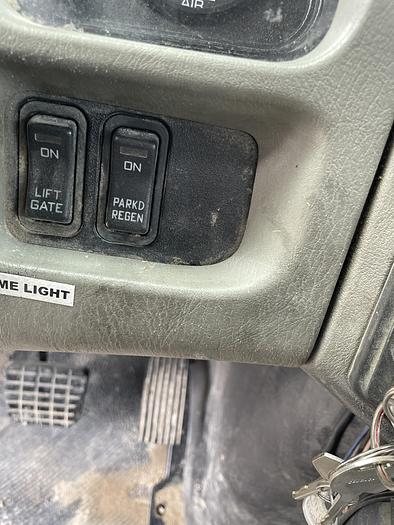 AIR
ON
LIFT
GATE
ON
PARKD
REGEN
ME LIGHT